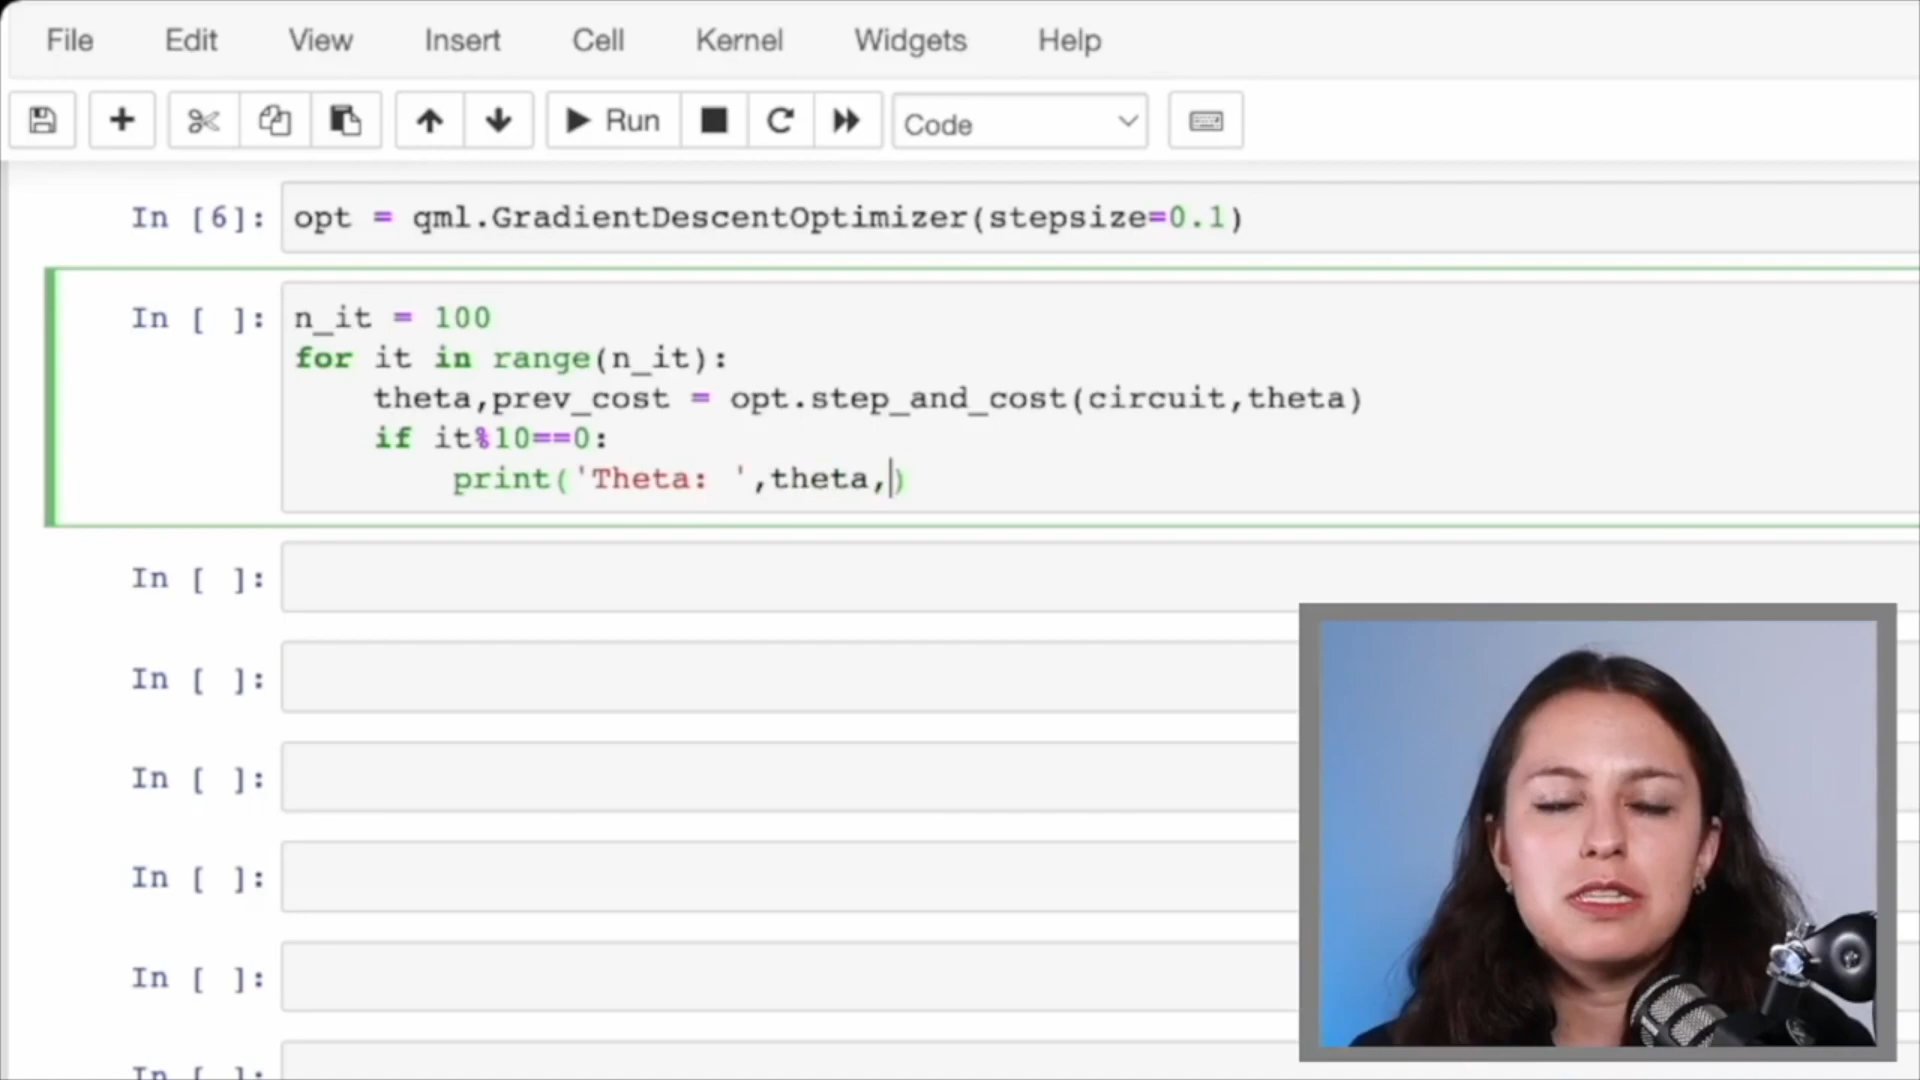 File Edit View Insert Cell Kernel Widgets Help
Run Code
In [6]: opt = qml.GradientDescentOptimizer(stepsize=0.1)
In [ ]: n_it = 100
for it in range(n_it):
theta,prev_cost = opt.step_and_cost(circuit,theta)
if it%10==0:
print('Theta: ',theta,)
In [ ]:
In [ ]:
In [ ]:
In [ ]:
In [ ]:
In [ ]: